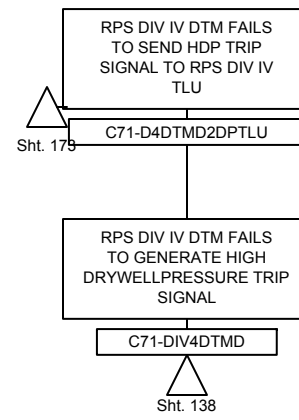 RPS DIV IV DTM FAILS
TO SEND HDP TRIP
SIGNAL TO RPS DIV IV
TLU
C71-D4DTMD2DPTLU
Sht. 173
RPS DIV IV DTM FAILS
TO GENERATE HIGH
DRYWELLPRESSURE TRIP
SIGNAL
C71-DIV4DTMD
Sht. 138